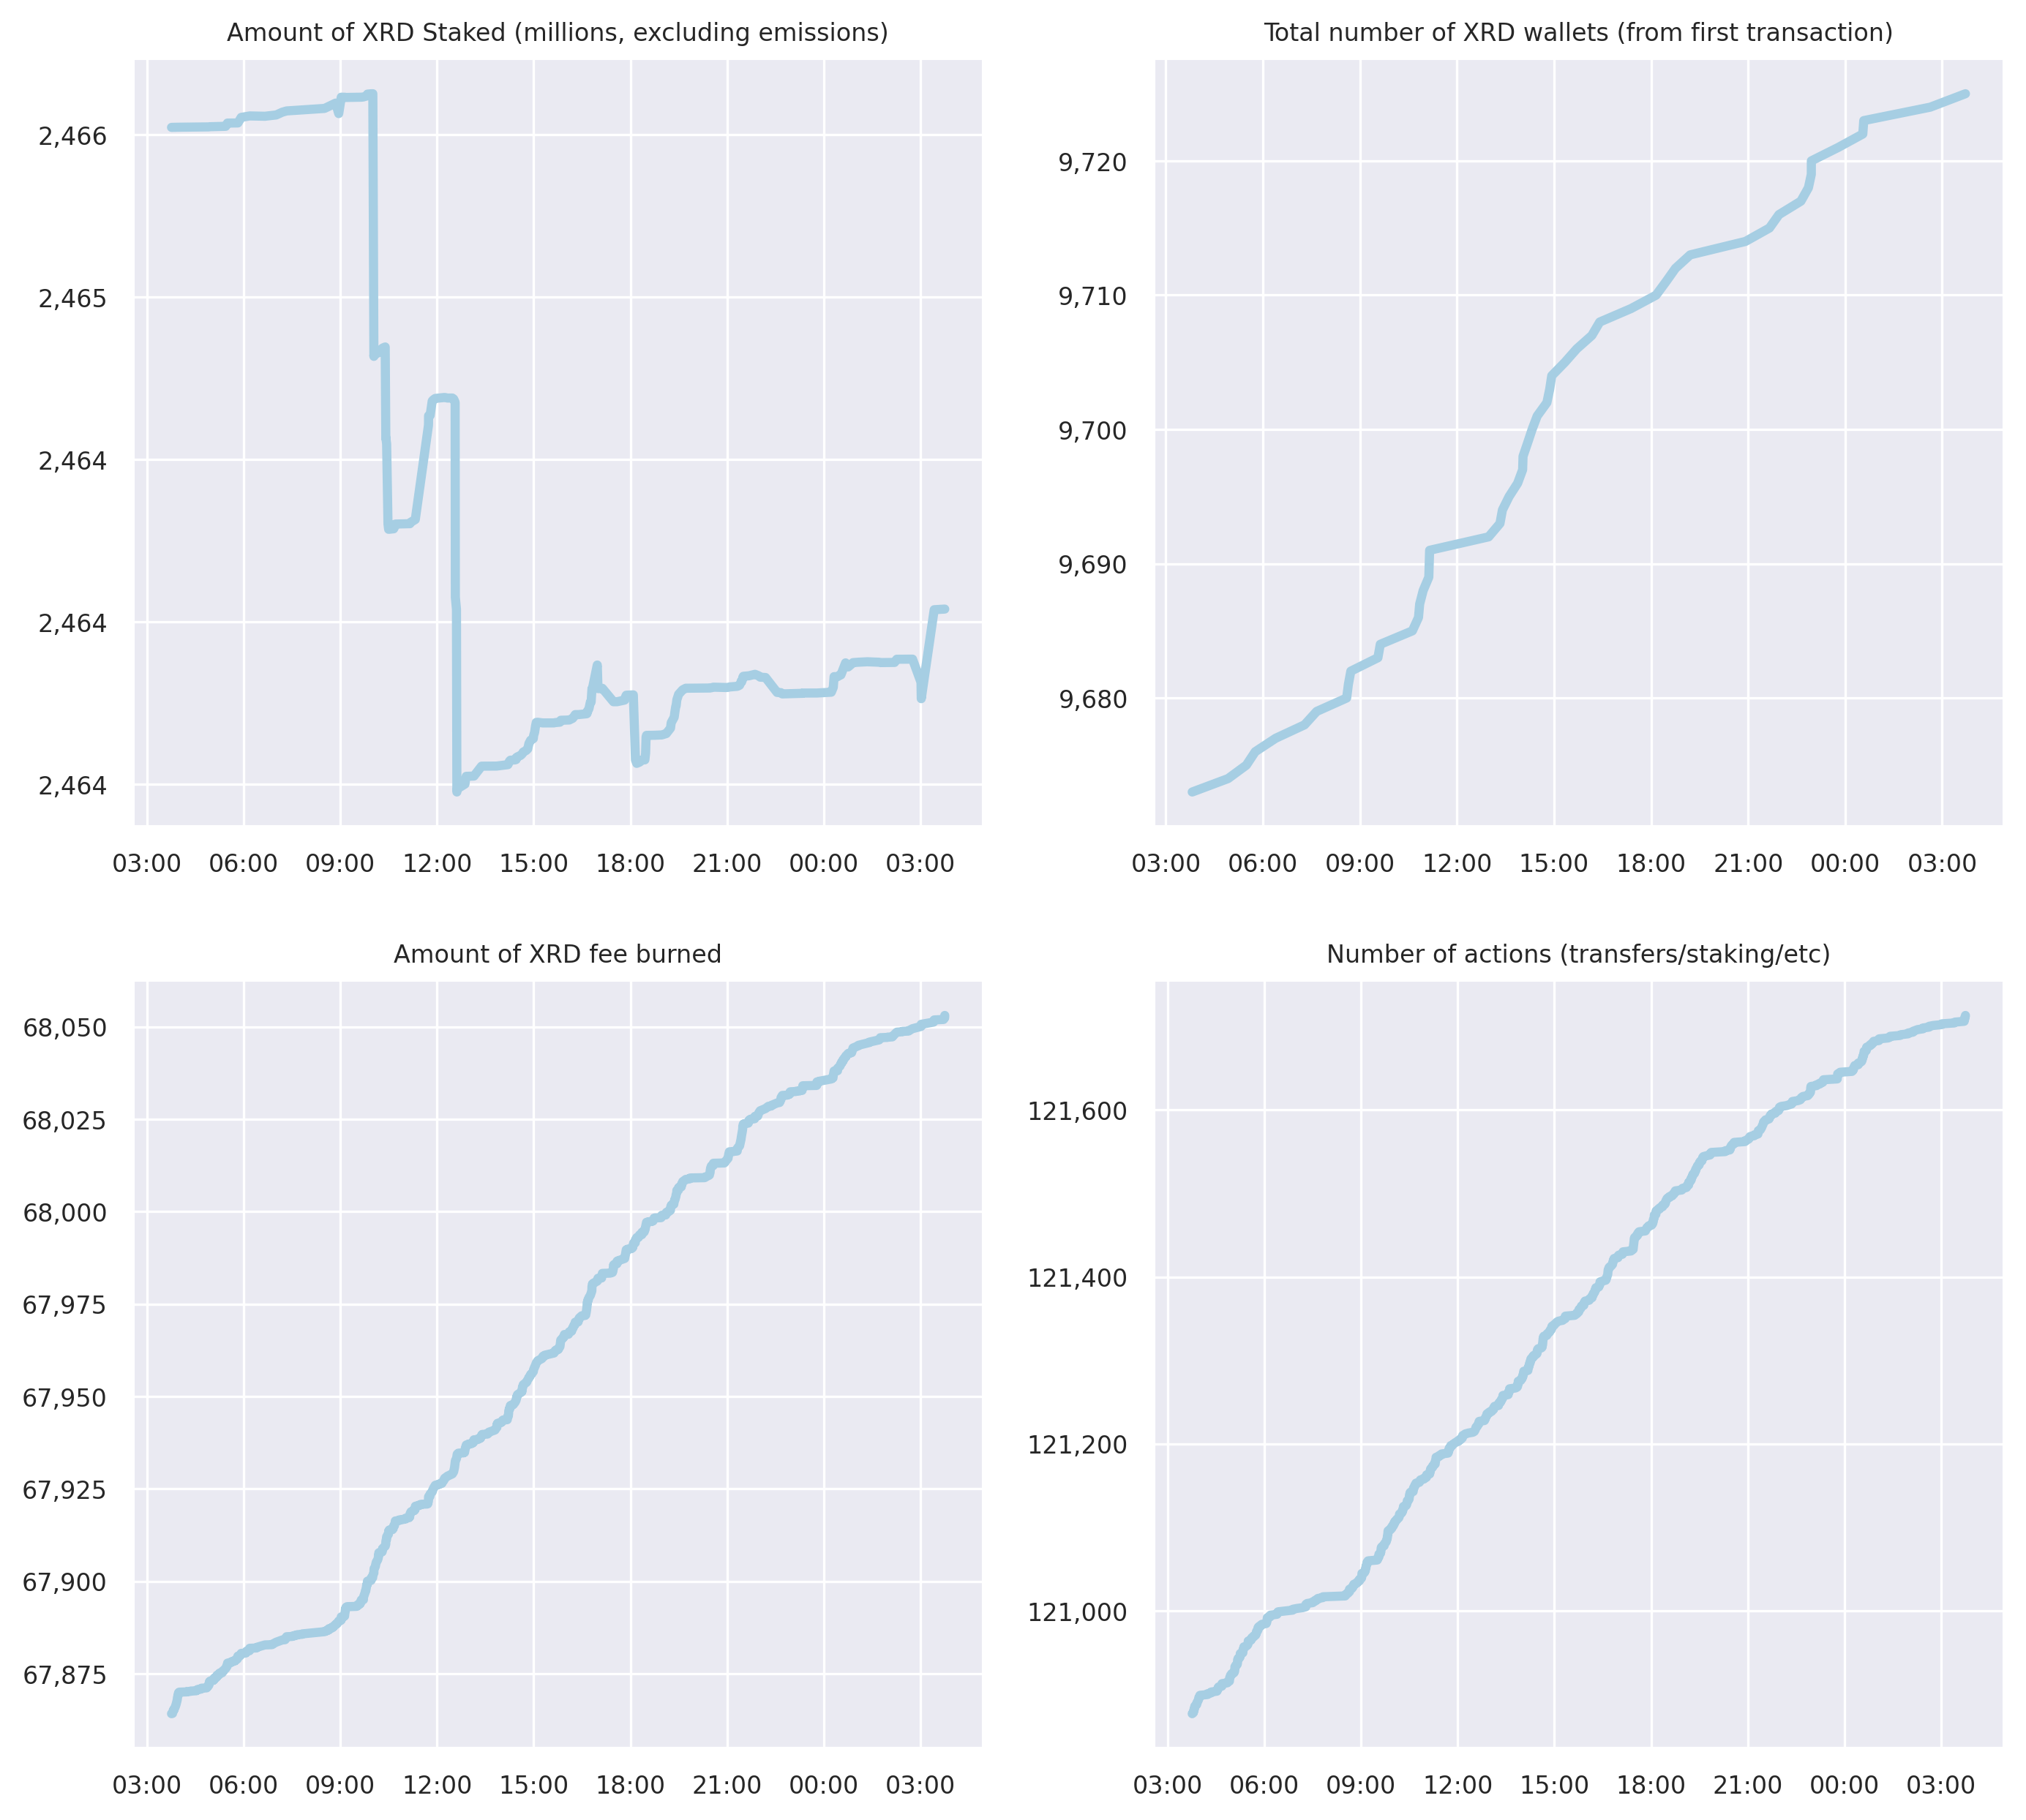 Amount of XRD Staked (millions, excluding emissions)
2,466
2,465
2,464
2,464
2,464
03:00 06:00 09:00 12:00 15:00 18:00 21:00 00:00 03:00
Total number of XRD wallets (from first transaction)
9,720
9,710
9,700
9,690
9,680
03:00 06:00 09:00 12:00 15:00 18:00 21:00 00:00 03:00
Amount of XRD fee burned
68,050
68,025
68,000
67,975
67,950
67,925
67,900
67,875
03:00 06:00 09:00 12:00 15:00 18:00 21:00 00:00 03:00
Number of actions (transfers/staking/etc)
121,600
121,400
121,200
121,000
03:00 06:00 09:00 12:00 15:00 18:00 21:00 00:00 03:00